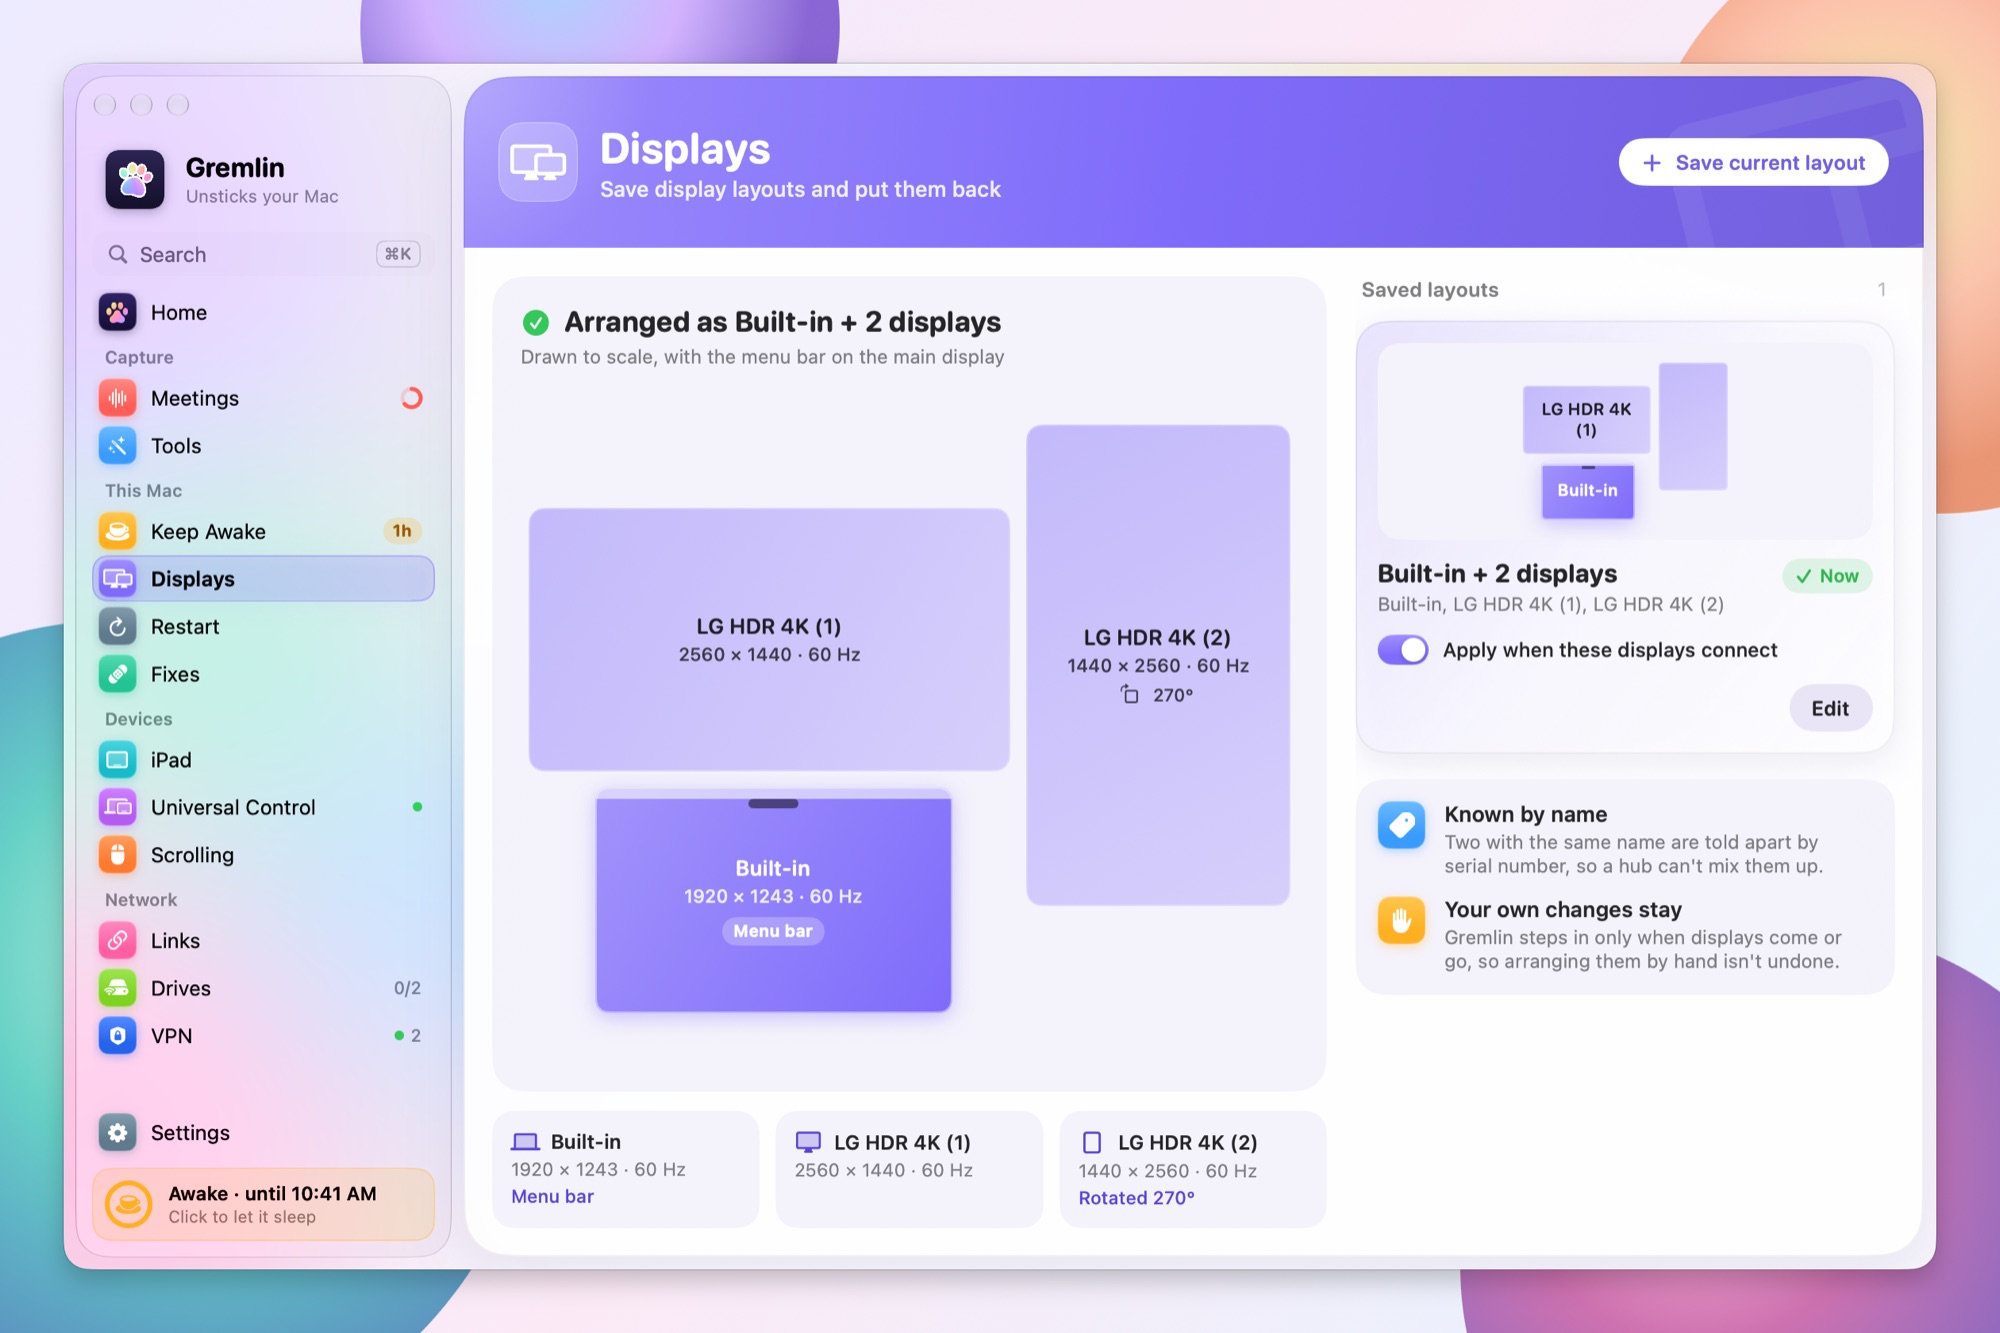 Gremlin
Unsticks your Mac
Search
⌘K
Home
Capture
Meetings
Tools
This Mac
Keep Awake
1h
Displays
Restart
Fixes
Devices
iPad
Universal Control
Scrolling
Network
Links
Drives
0/2
VPN
2
Settings
Awake · until 10:41 AM
Click to let it sleep
Displays
Save display layouts and put them back
+ Save current layout
Arranged as Built-in + 2 displays
Drawn to scale, with the menu bar on the main display
LG HDR 4K (1)
2560 × 1440 · 60 Hz
LG HDR 4K (2)
1440 × 2560 · 60 Hz
270°
Built-in
1920 × 1243 · 60 Hz
Menu bar
Built-in
1920 × 1243 · 60 Hz
Menu bar
LG HDR 4K (1)
2560 × 1440 · 60 Hz
LG HDR 4K (2)
1440 × 2560 · 60 Hz
Rotated 270°
Saved layouts
1
LG HDR 4K
(1)
Built-in
Built-in + 2 displays
Now
Built-in, LG HDR 4K (1), LG HDR 4K (2)
Apply when these displays connect
Edit
Known by name
Two with the same name are told apart by
serial number, so a hub can't mix them up.
Your own changes stay
Gremlin steps in only when displays come or
go, so arranging them by hand isn't undone.